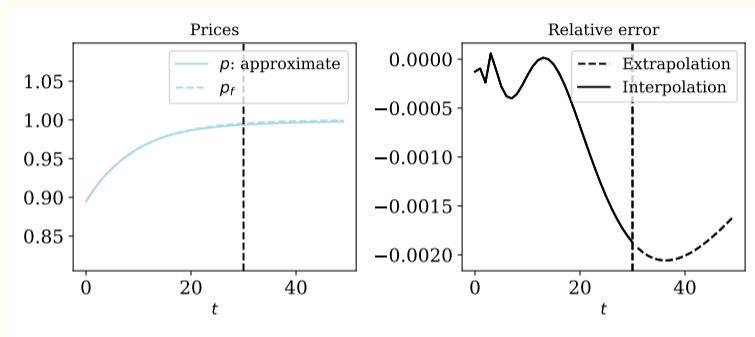 Prices
p: approximate
p_f
1.05
1.00
0.95
0.90
0.85
0
20
40
t
Relative error
Extrapolation
Interpolation
0.0000
−0.0005
−0.0010
−0.0015
−0.0020
0
20
40
t